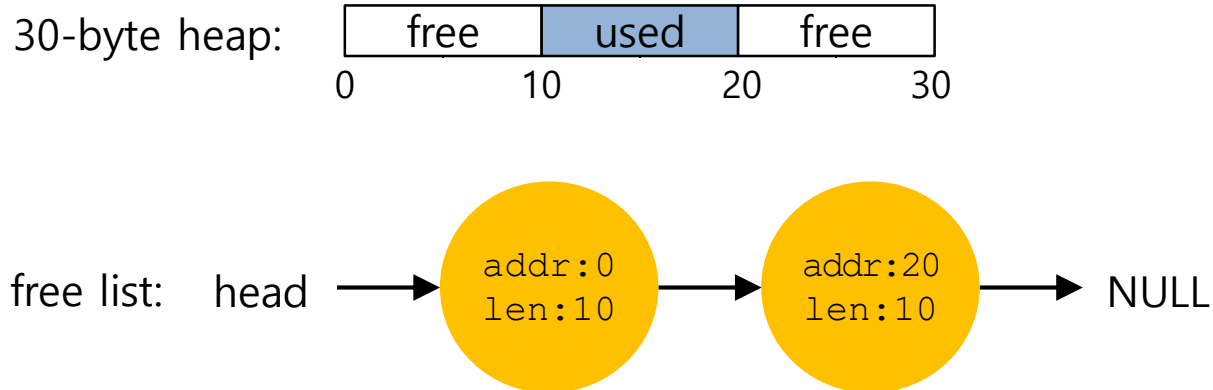 30-byte heap:
free used free
0 10 20 30
addr:0 addr:20
free list: head NULL
len:10 len:10